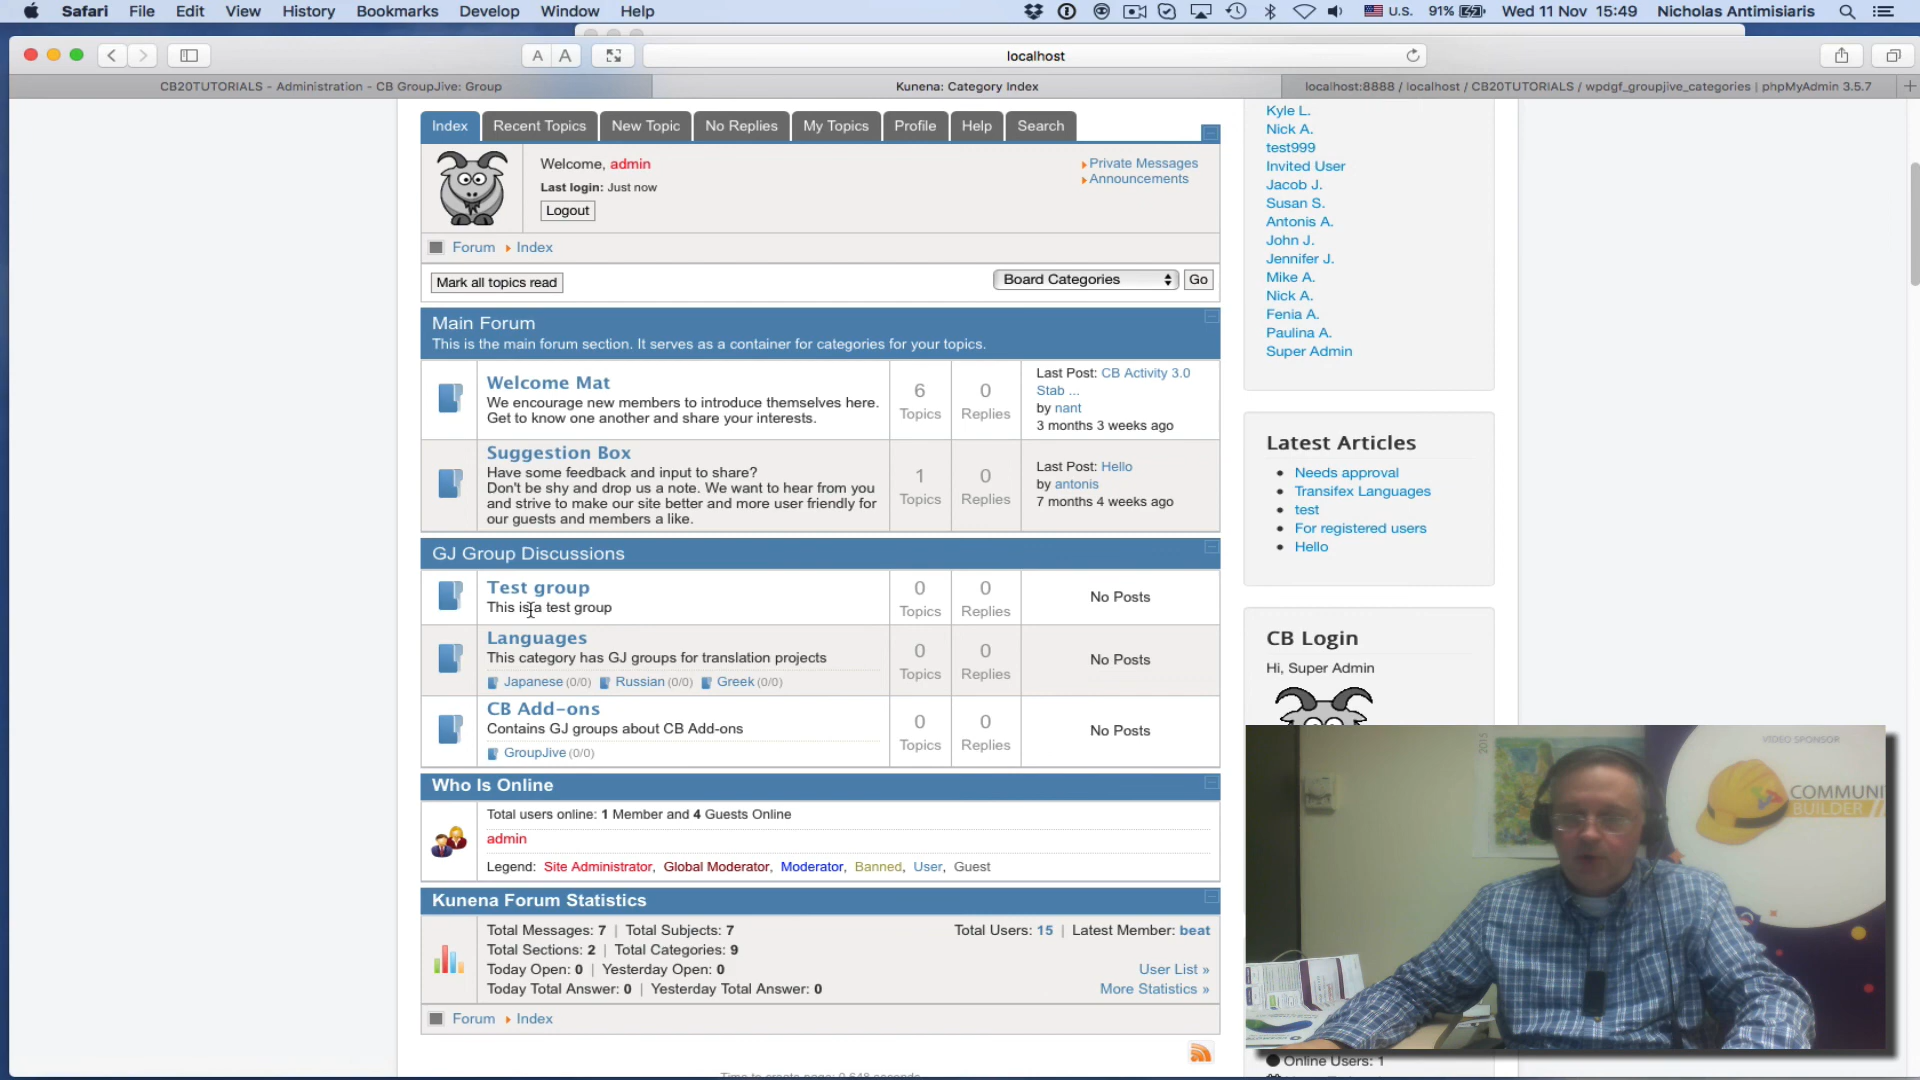 Safari File Edit View History Bookmarks Develop Window Help U.S. 91% Wed 11 Nov 15:49 Nicholas Antimisiaris
A A localhost
CB20TUTORIALS - Administration - CB GroupJive: Group
Kunena: Category Index
localhost:8888 / localhost / CB20TUTORIALS / wpdgf_groupjive_categories | phpMyAdmin 3.5.7
Index Recent Topics New Topic No Replies My Topics Profile Help Search
Welcome, admin
Last login: Just now
Logout
Private Messages
Announcements
Forum Index
Mark all topics read
Board Categories Go
Main Forum
This is the main forum section. It serves as a container for categories for your topics.
Welcome Mat
We encourage new members to introduce themselves here.
Get to know one another and share your interests.
6
Topics
0
Replies
Last Post: CB Activity 3.0
Stab ...
by nant
3 months 3 weeks ago
Suggestion Box
Have some feedback and input to share?
Don't be shy and drop us a note. We want to hear from you
and strive to make our site better and more user friendly for
our guests and members a like.
1
Topics
0
Replies
Last Post: Hello
by antonis
7 months 4 weeks ago
GJ Group Discussions
Test group
This is a test group
0
Topics
0
Replies
No Posts
Languages
This category has GJ groups for translation projects
Japanese (0/0) Russian (0/0) Greek (0/0)
0
Topics
0
Replies
No Posts
CB Add-ons
Contains GJ groups about CB Add-ons
GroupJive (0/0)
0
Topics
0
Replies
No Posts
Who Is Online
Total users online: 1 Member and 4 Guests Online
admin
Legend: Site Administrator, Global Moderator, Moderator, Banned, User, Guest
Kunena Forum Statistics
Total Messages: 7 | Total Subjects: 7
Total Sections: 2 | Total Categories: 9
Today Open: 0 | Yesterday Open: 0
Today Total Answer: 0 | Yesterday Total Answer: 0
Total Users: 15 | Latest Member: beat
User List »
More Statistics »
Forum Index
Time to create page: 0.648 seconds
Kyle L.
Nick A.
test999
Invited User
Jacob J.
Susan S.
Antonis A.
John J.
Jennifer J.
Mike A.
Nick A.
Fenia A.
Paulina A.
Super Admin
Latest Articles
Needs approval
Transifex Languages
test
For registered users
Hello
CB Login
Hi, Super Admin
2015
VIDEO SPONSOR
COMMUNI
BUILDER
Online Users: 1